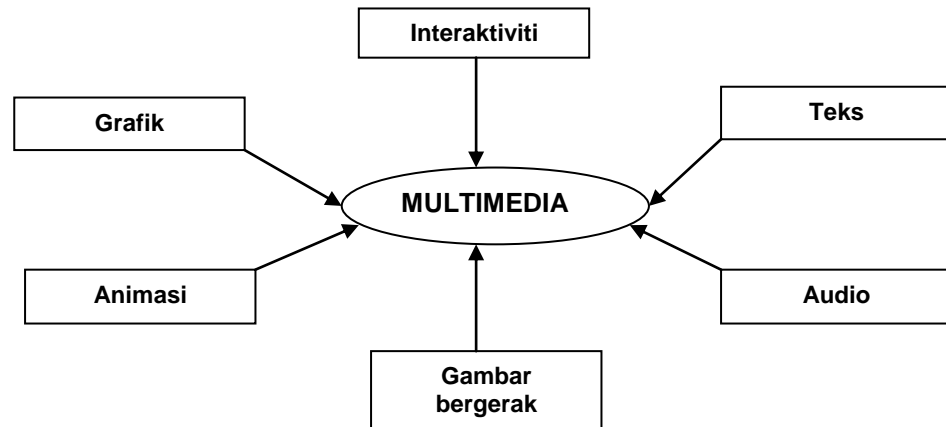 Interaktiviti
Grafik
Teks
MULTIMEDIA
Animasi
Audio
Gambar
bergerak